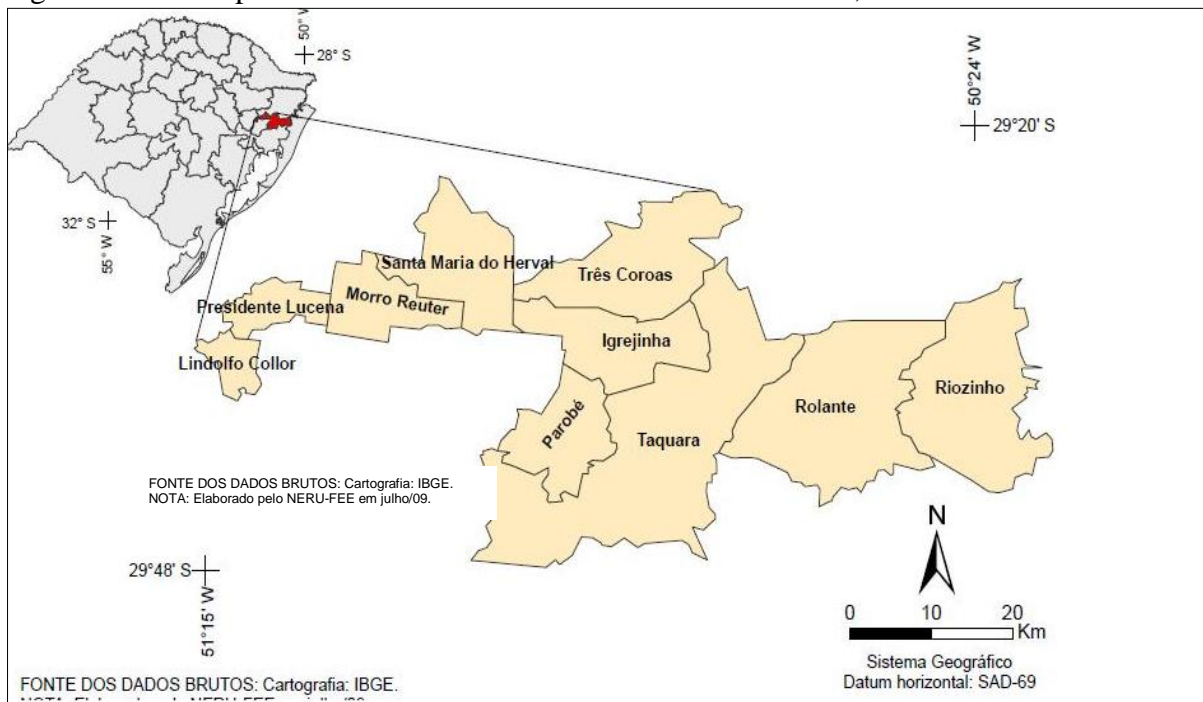 50° W
28° S
32° S
55° W
50°24' W
29°20' S
Santa Maria do Herval
Três Coroas
Presidente Lucena
Morro Reuter
Igrejinha
Lindolfo Collor
Riozinho
Rolante
Parobé
Taquara
FONTE DOS DADOS BRUTOS: Cartografia: IBGE.
NOTA: Elaborado pelo NERU-FEE em julho/09.
N
29°48' S
51°15' W
0 10 20
Km
Sistema Geográfico
Datum horizontal: SAD-69
FONTE DOS DADOS BRUTOS: Cartografia: IBGE.